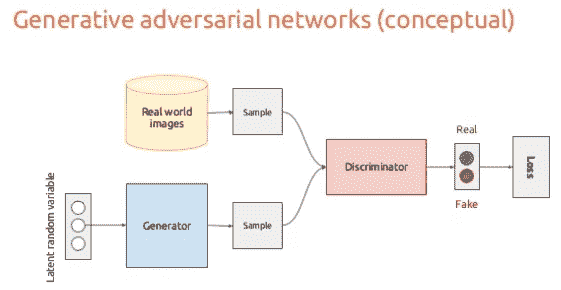 Generative adversarial networks (conceptual)
Real world
images
Sample
Real
Discriminator
Loss
Fake
Latent random variable
Generator
Sample